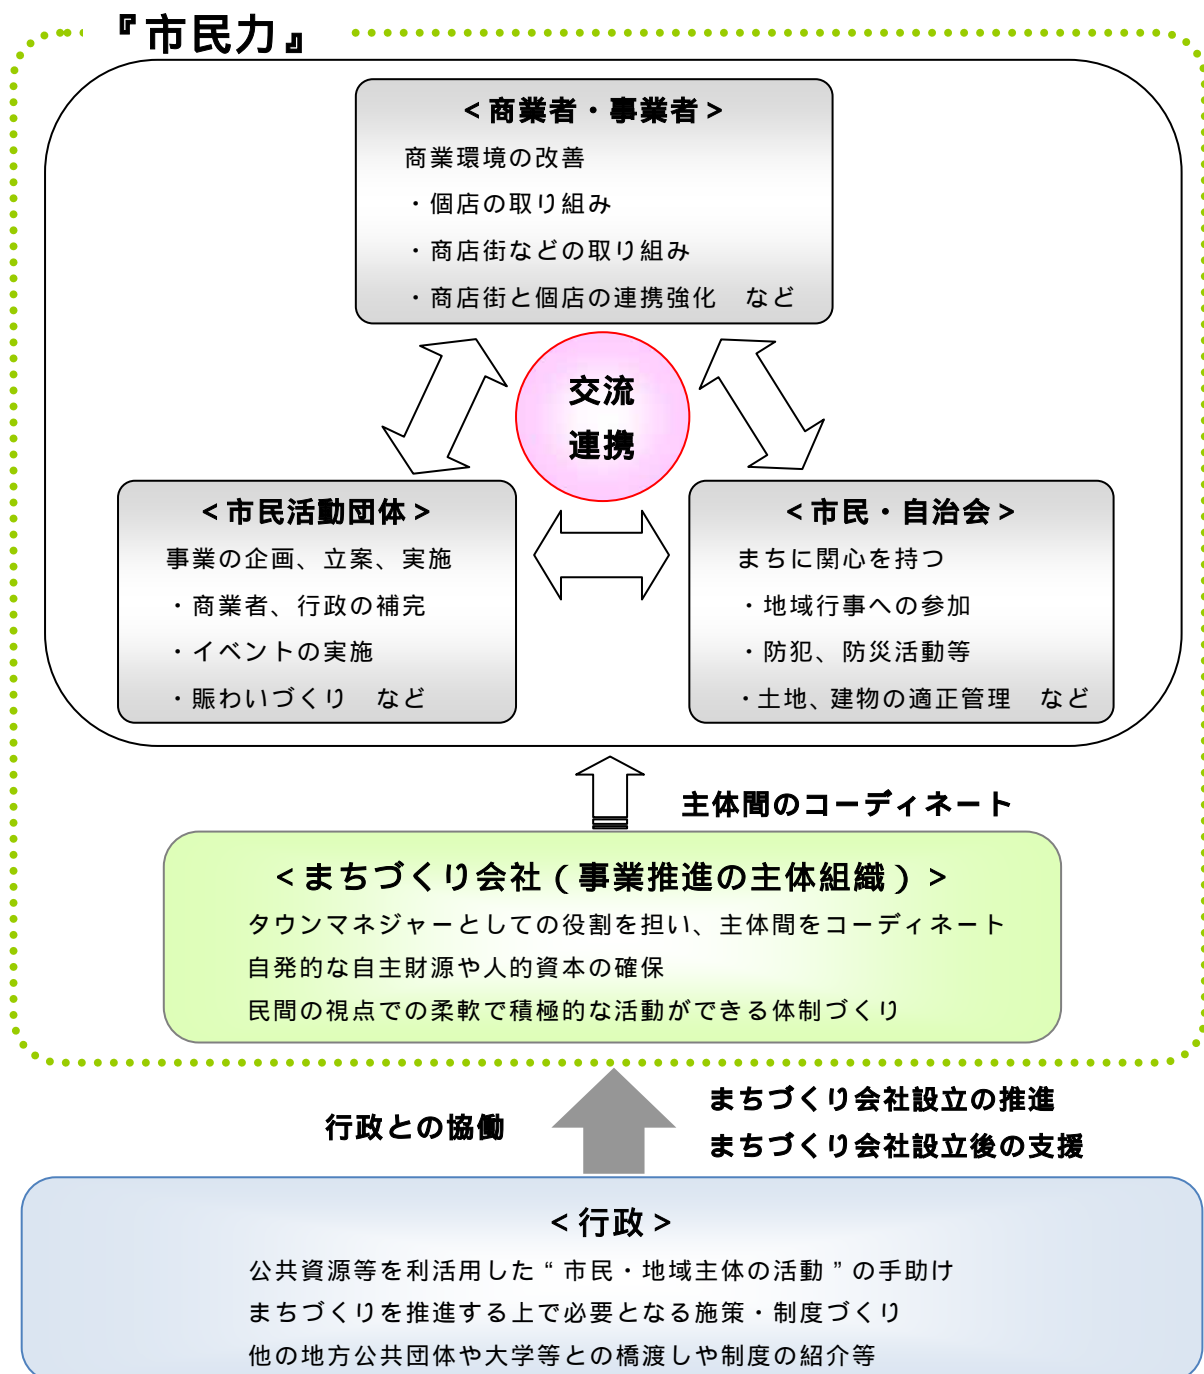 『市民力』
<商業者・事業者>
商業環境の改善
・個店の取り組み
・商店街などの取り組み
・商店街と個店の連携強化　など
交流
連携
<市民活動団体>
事業の企画、立案、実施
・商業者、行政の補完
・イベントの実施
・賑わいづくり　など
<市民・自治会>
まちに関心を持つ
・地域行事への参加
・防犯、防災活動等
・土地、建物の適正管理　など
主体間のコーディネート
<まちづくり会社（事業推進の主体組織）>
タウンマネジャーとしての役割を担い、主体間をコーディネート
自発的な自主財源や人的資本の確保
民間の視点での柔軟で積極的な活動ができる体制づくり
行政との協働
まちづくり会社設立の推進
まちづくり会社設立後の支援
<行政>
公共資源等を利活用した“市民・地域主体の活動”の手助け
まちづくりを推進する上で必要となる施策・制度づくり
他の地方公共団体や大学等との橋渡しや制度の紹介等